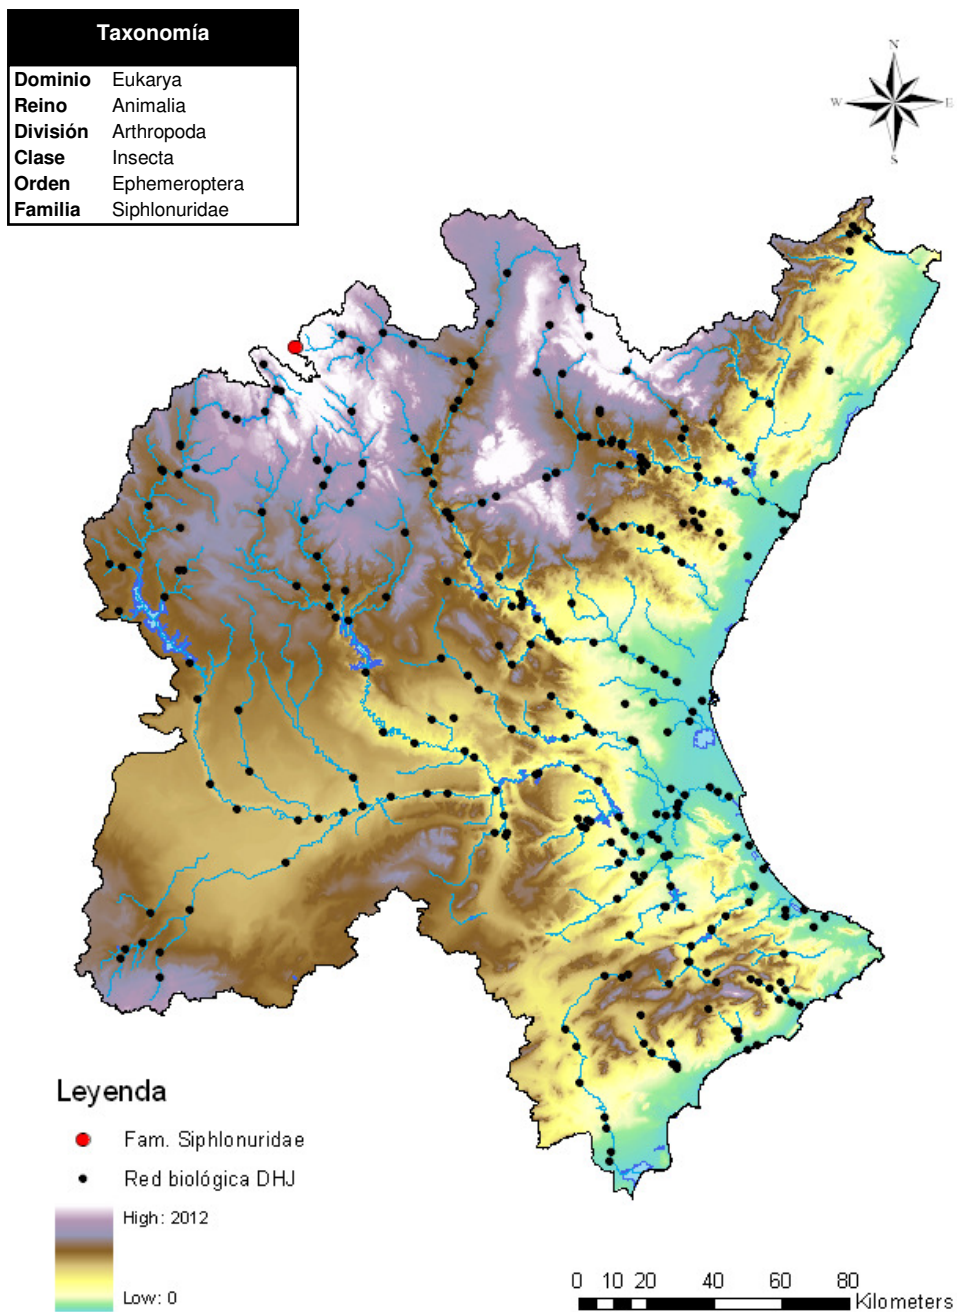 Taxonomía
Dominio Eukarya
Reino Animalia
División Arthropoda
Clase Insecta
Orden Ephemeroptera
Familia Siphlonuridae
N
W E
S
Leyenda
Fam. Siphlonuridae
Red biológica DHJ
High: 2012
Low: 0
0 10 20 40 60 80
Kilometers